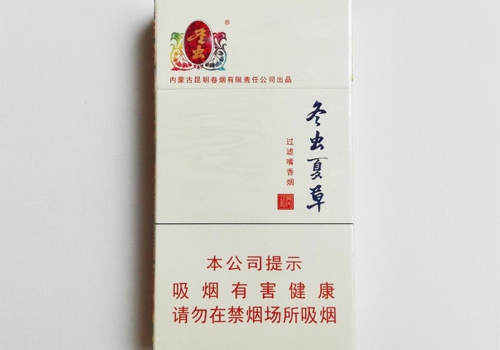 冬虫
®
内蒙古昆明卷烟有限责任公司出品
冬虫夏草
过滤嘴香烟
本公司提示
吸烟有害健康
请勿在禁烟场所吸烟